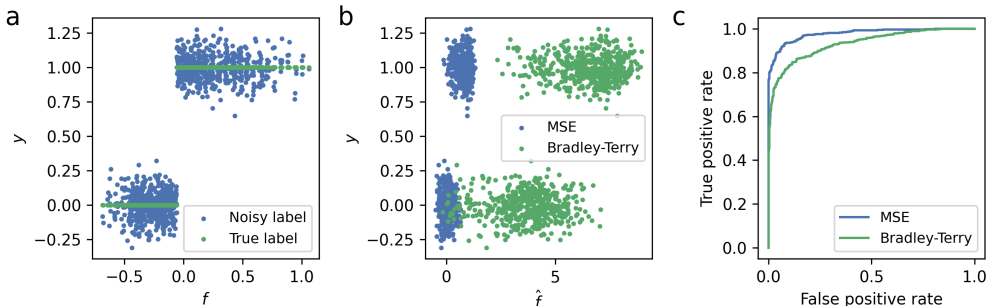 a
1.25
1.00
0.75
0.50
0.25
0.00
−0.25
y
Noisy label
True label
−0.5
0.0
0.5
1.0
f
b
1.25
1.00
0.75
0.50
0.25
0.00
−0.25
y
MSE
Bradley-Terry
0
5
f̂
c
1.0
0.8
0.6
0.4
0.2
0.0
True positive rate
MSE
Bradley-Terry
0.0
0.5
1.0
False positive rate